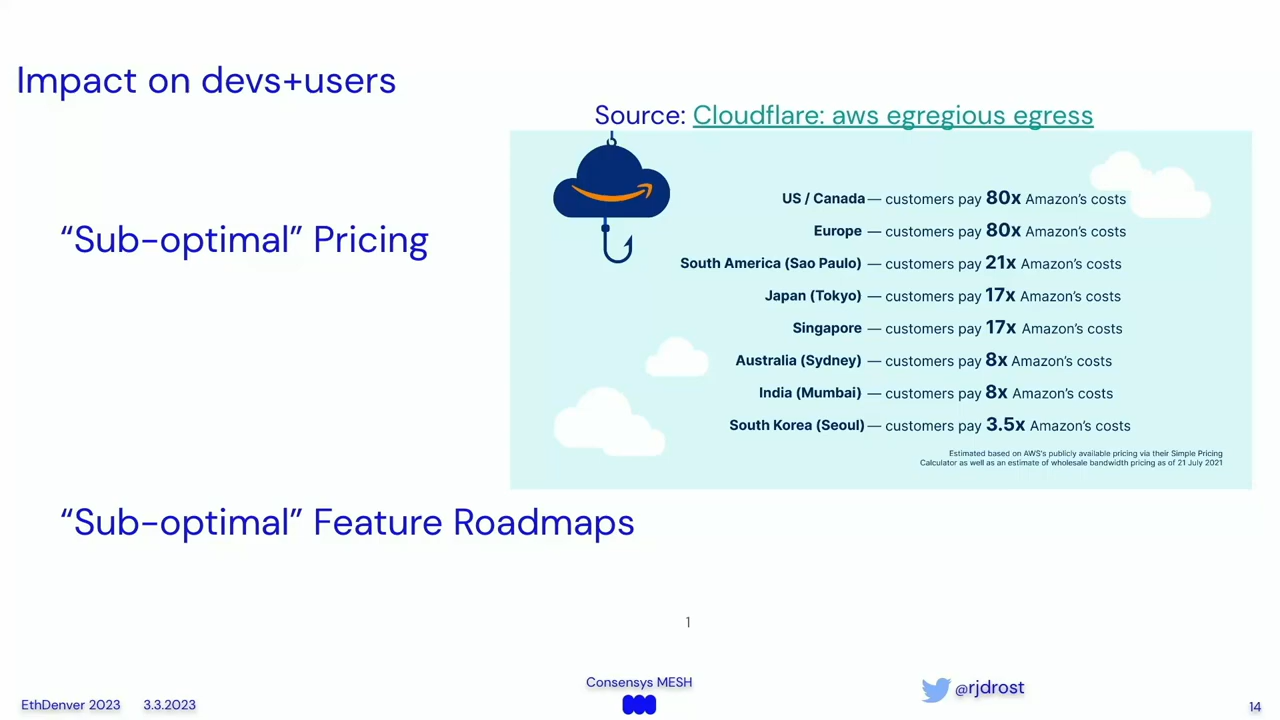 Impact on devs+users
Source: Cloudflare: aws egregious egress
“Sub-optimal” Pricing
US / Canada — customers pay 80x Amazon’s costs
Europe — customers pay 80x Amazon’s costs
South America (Sao Paulo) — customers pay 21x Amazon’s costs
Japan (Tokyo) — customers pay 17x Amazon’s costs
Singapore — customers pay 17x Amazon’s costs
Australia (Sydney) — customers pay 8x Amazon’s costs
India (Mumbai) — customers pay 8x Amazon’s costs
South Korea (Seoul) — customers pay 3.5x Amazon’s costs
Estimated based on AWS’s publicly available pricing via their Simple Pricing
Calculator as well as an estimate of wholesale bandwidth pricing as of 21 July 2021
“Sub-optimal” Feature Roadmaps
1
EthDenver 2023 3.3.2023
Consensys MESH
@rjdrost
14